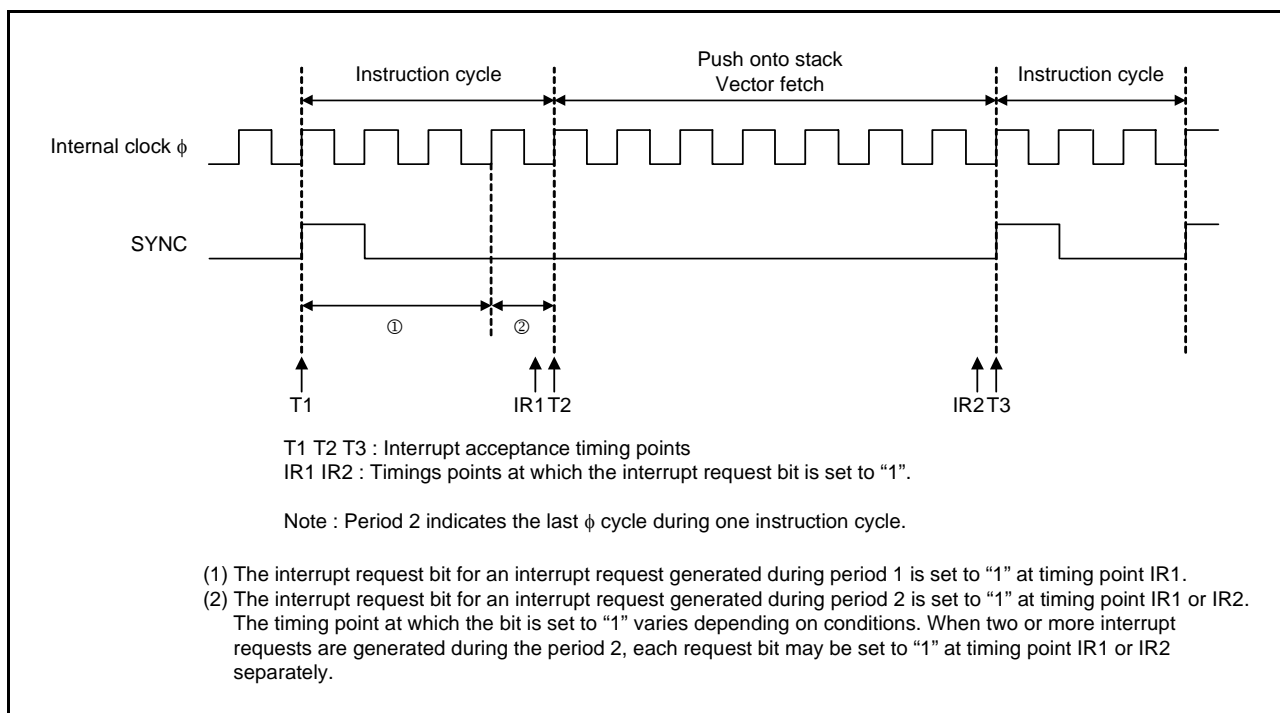 Instruction cycle
Push onto stack
Vector fetch
Instruction cycle
Internal clock ϕ
SYNC
① ②
T1 IR1 T2 IR2 T3
T1 T2 T3 : Interrupt acceptance timing points
IR1 IR2 : Timings points at which the interrupt request bit is set to “1”.
Note : Period 2 indicates the last ϕ cycle during one instruction cycle.
(1) The interrupt request bit for an interrupt request generated during period 1 is set to “1” at timing point IR1.
(2) The interrupt request bit for an interrupt request generated during period 2 is set to “1” at timing point IR1 or IR2.
The timing point at which the bit is set to “1” varies depending on conditions. When two or more interrupt
requests are generated during the period 2, each request bit may be set to “1” at timing point IR1 or IR2
separately.